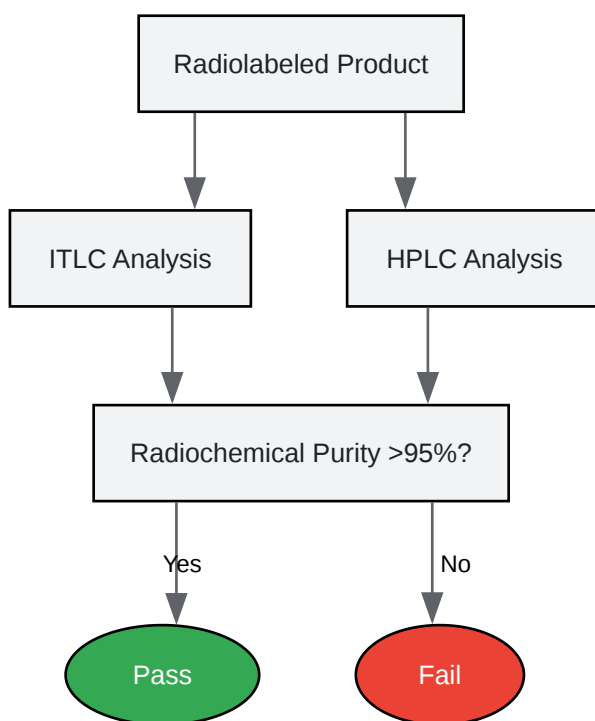 Radiolabeled Product
ITLC Analysis
HPLC Analysis
Radiochemical Purity >95%?
Yes
No
Pass
Fail